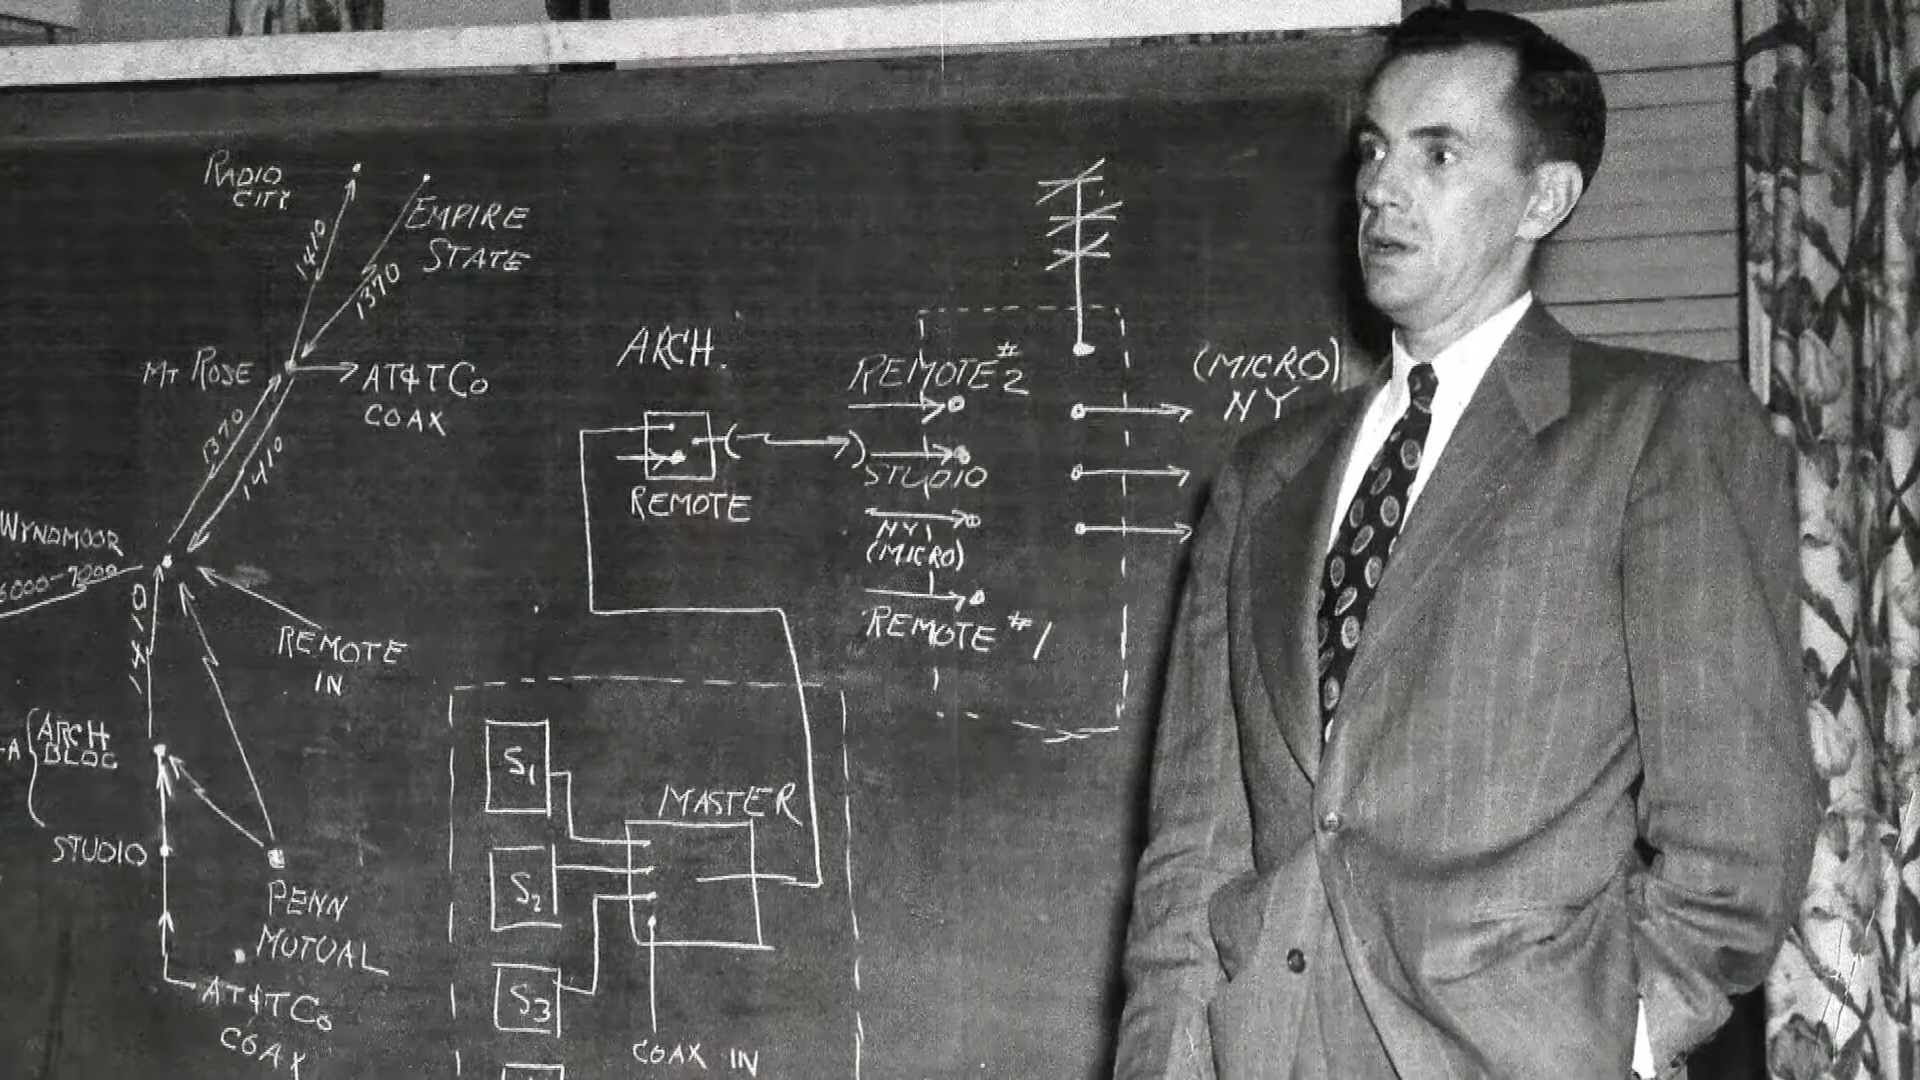 RADIO
CITY
EMPIRE
STATE
1410
1370
MT ROSE
AT&T Co
COAX
1370
1410
WYNDMOOR
6000-7000
1410
REMOTE
IN
A
ARCH
BLDG
STUDIO
PENN
MUTUAL
AT&T Co
COAX
ARCH.
REMOTE
REMOTE #2
STUDIO
NY
(MICRO)
REMOTE #1
(MICRO)
NY
S1
S2
S3
MASTER
COAX IN